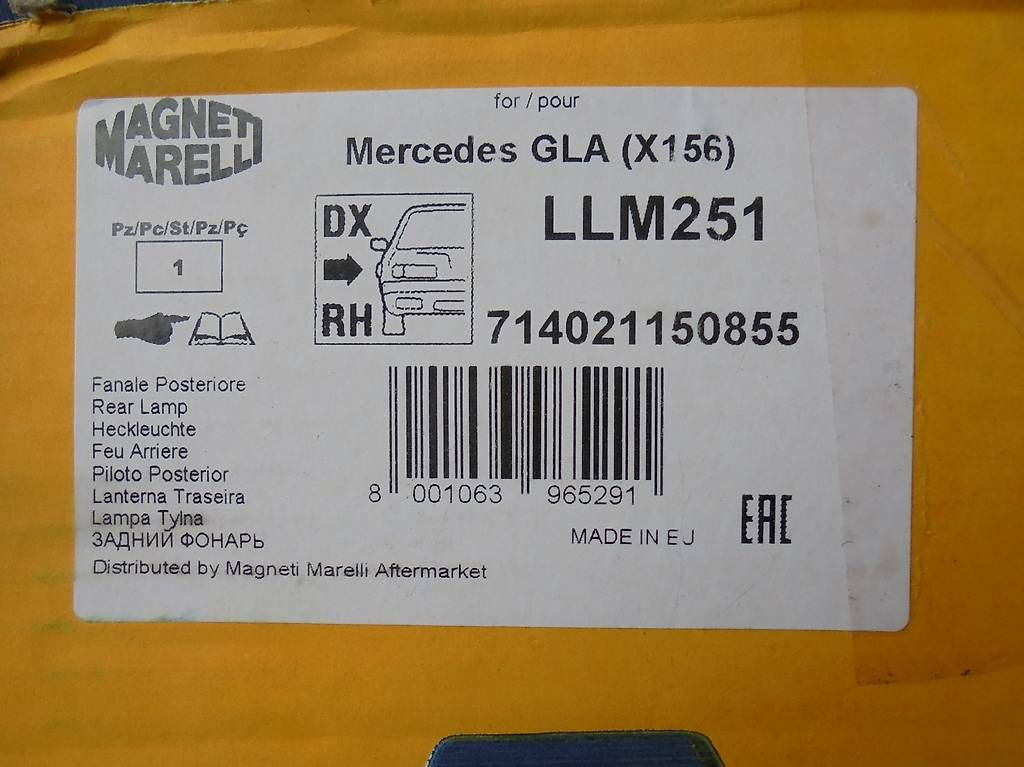 MAGNETI
MARELLI
for / pour
Mercedes GLA (X156)
LLM251
Pz/Pc/St/Pz/Pç
1
DX
RH
714021150855
Fanale Posteriore
Rear Lamp
Heckleuchte
Feu Arriere
Piloto Posterior
Lanterna Traseira
Lampa Tylna
ЗАДНИЙ ФОНАРЬ
Distributed by Magneti Marelli Aftermarket
8 001063 965291
MADE IN EJ
EAC